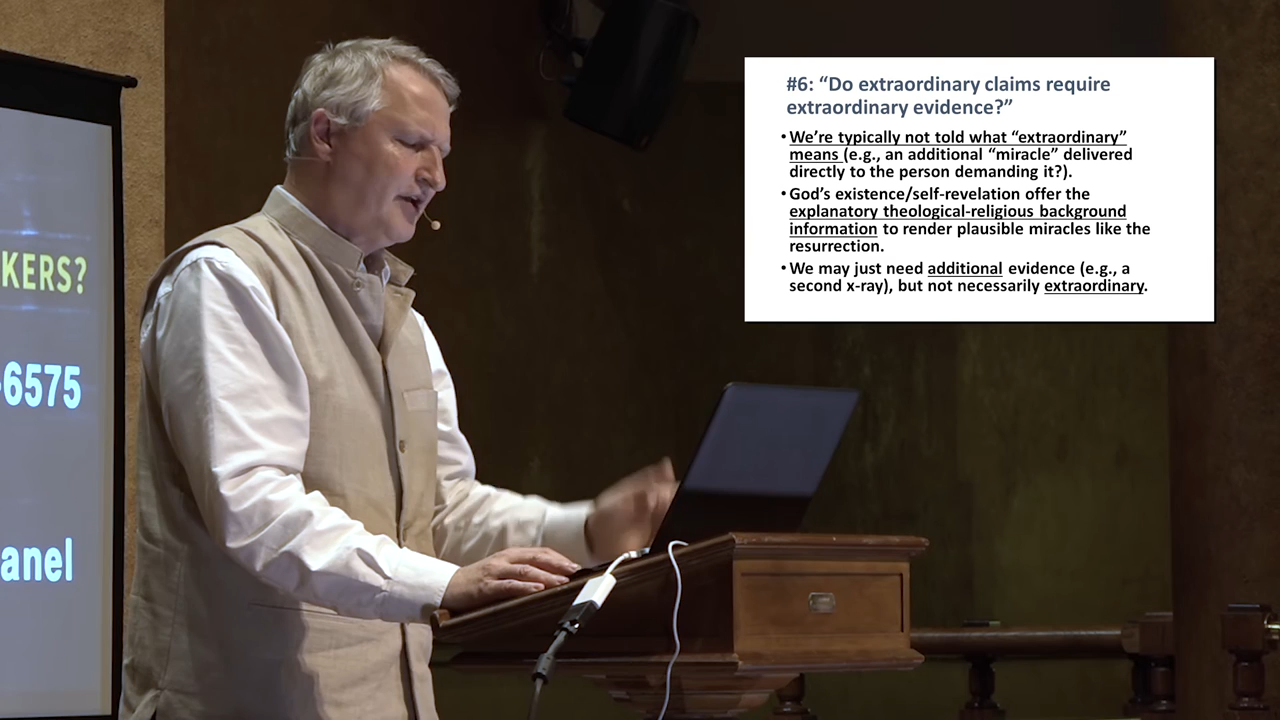 KERS?
-6575
anel
#6: “Do extraordinary claims require
extraordinary evidence?”
•We’re typically not told what “extraordinary”
means (e.g., an additional “miracle” delivered
directly to the person demanding it?).
•God’s existence/self-revelation offer the
explanatory theological-religious background
information to render plausible miracles like the
resurrection.
•We may just need additional evidence (e.g., a
second x-ray), but not necessarily extraordinary.